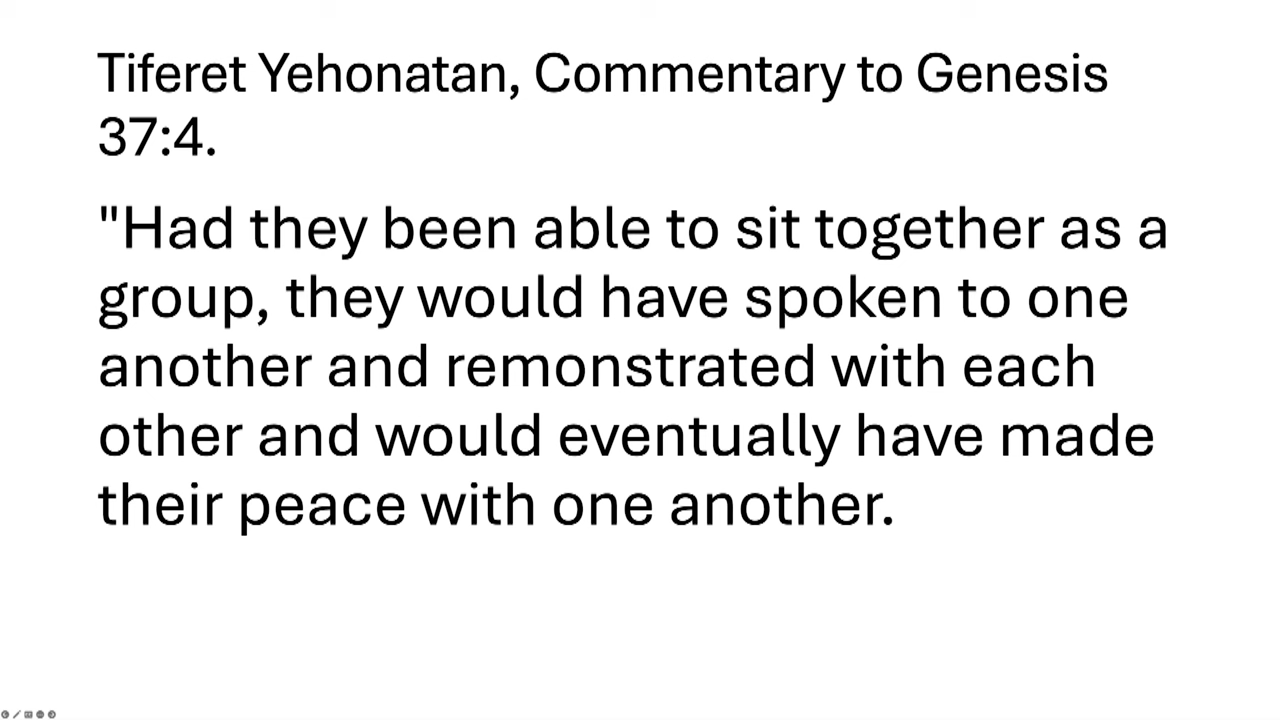 Tiferet Yehonatan, Commentary to Genesis
37:4.
"Had they been able to sit together as a
group, they would have spoken to one
another and remonstrated with each
other and would eventually have made
their peace with one another.